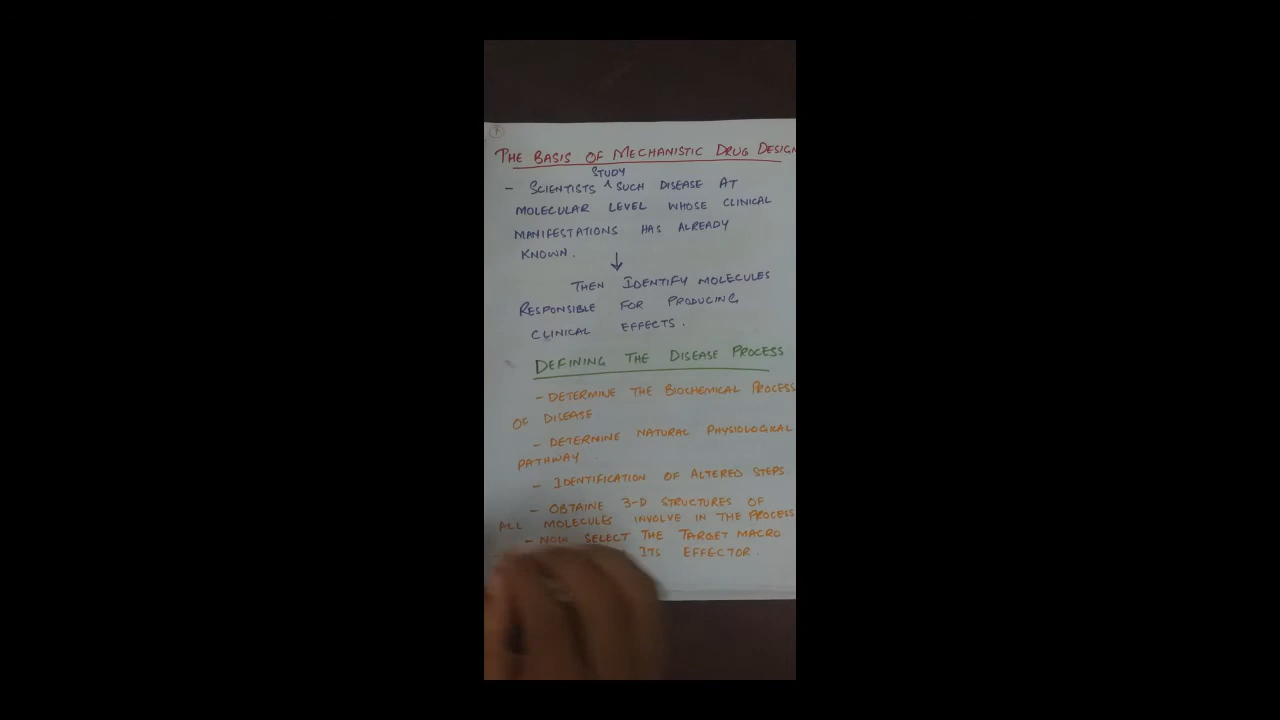 7
THE BASIS OF MECHANISTIC DRUG DESIGN
STUDY
- SCIENTISTS ^ SUCH DISEASE AT
MOLECULAR LEVEL WHOSE CLINICAL
MANIFESTATIONS HAS ALREADY
KNOWN.
↓
THEN IDENTIFY MOLECULES
RESPONSIBLE FOR PRODUCING
CLINICAL EFFECTS.
DEFINING THE DISEASE PROCESS
- DETERMINE THE BIOCHEMICAL PROCESS
OF DISEASE
- DETERMINE NATURAL PHYSIOLOGICAL
PATHWAY
- IDENTIFICATION OF ALTERED STEPS
- OBTAINE 3-D STRUCTURES OF
ALL MOLECULES INVOLVE IN THE PROCESS
- NOW SELECT THE TARGET MACRO
ITS EFFECTOR.